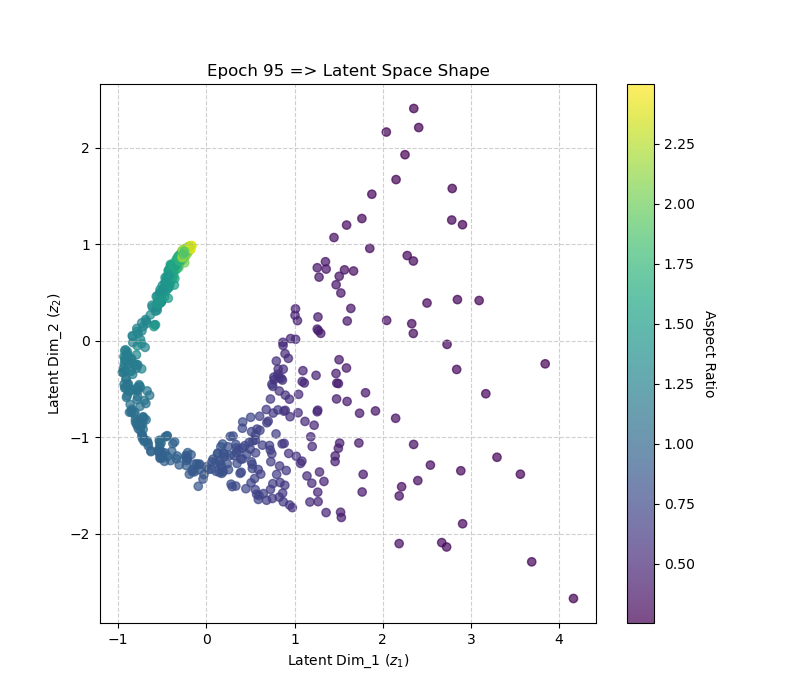 Epoch 95 => Latent Space Shape
2
1
0
−1
−2
Latent Dim_2 (z₂)
−1 0 1 2 3 4
Latent Dim_1 (z₁)
2.25
2.00
1.75
1.50
1.25
1.00
0.75
0.50
Aspect Ratio